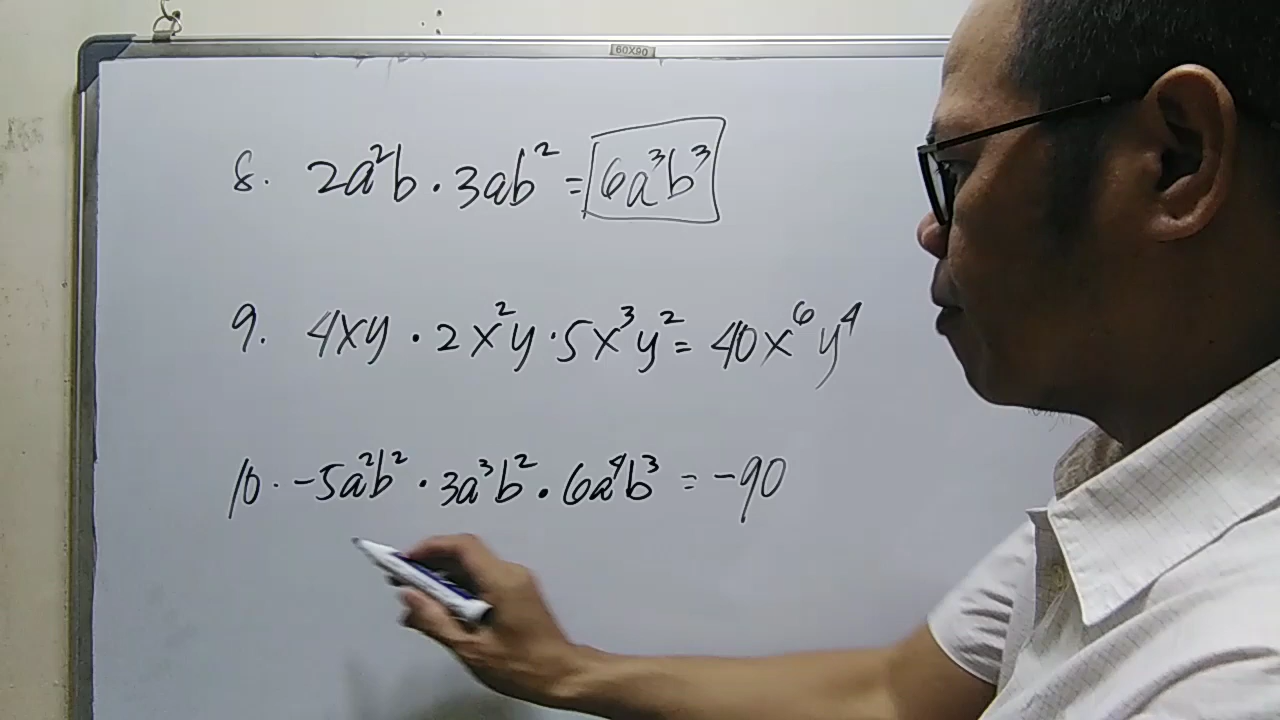 60X90
8. 2a²b · 3ab² = 6a³b³
9. 4xy · 2x²y · 5x³y² = 40x⁶y⁴
10. -5a²b² · 3a³b² · 6a⁴b³ = -90